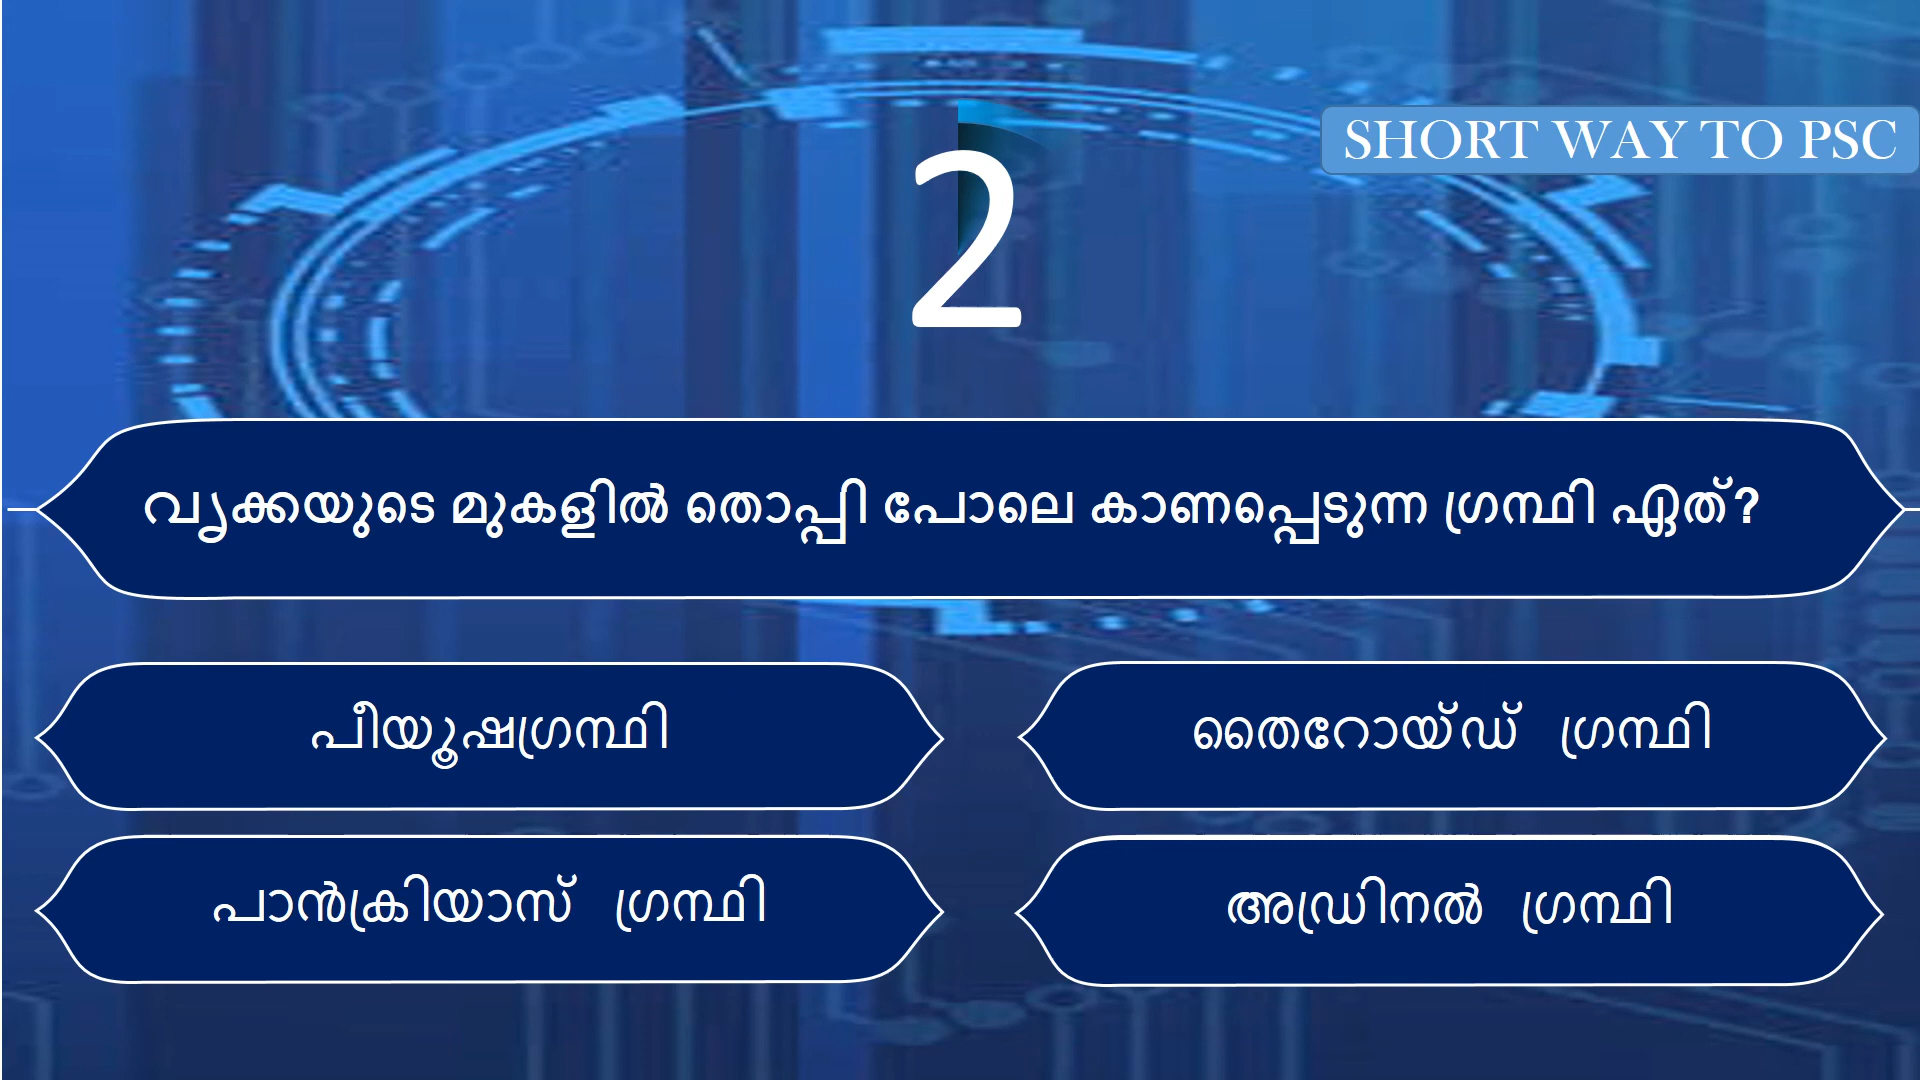 SHORT WAY TO PSC
2
വൃക്കയുടെ മുകളിൽ തൊപ്പി പോലെ കാണപ്പെടുന്ന ഗ്രന്ഥി ഏത്?
പീയൂഷഗ്രന്ഥി
തൈറോയ്ഡ് ഗ്രന്ഥി
പാൻക്രിയാസ് ഗ്രന്ഥി
അഡ്രിനൽ ഗ്രന്ഥി